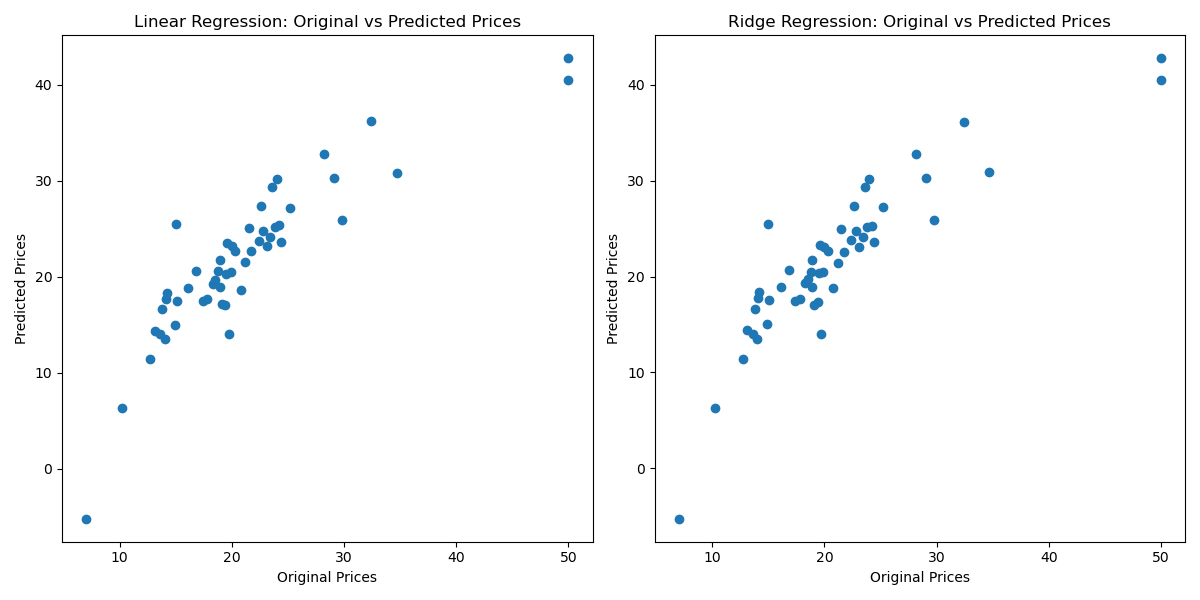 Linear Regression: Original vs Predicted Prices
Predicted Prices
40
30
20
10
0
10 20 30 40 50
Original Prices
Ridge Regression: Original vs Predicted Prices
Predicted Prices
40
30
20
10
0
10 20 30 40 50
Original Prices